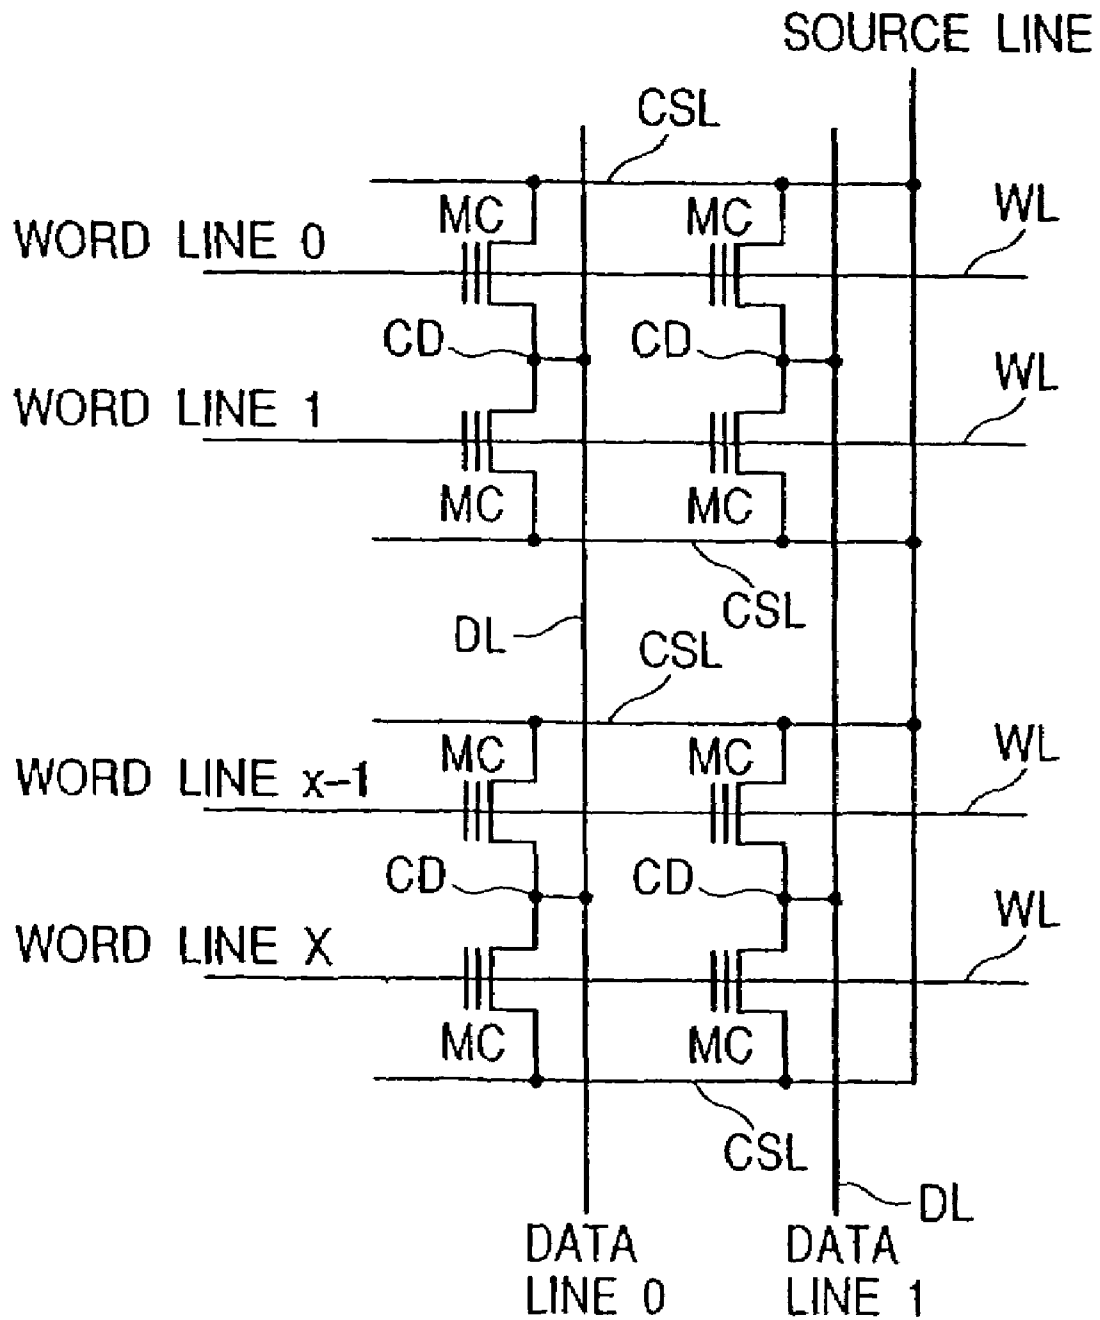 SOURCE LINE
CSL
MC MC WL
WORD LINE 0
CD CD WL
WORD LINE 1
MC MC
CSL
DL CSL
MC MC WL
WORD LINE x-1
CD CD WL
WORD LINE X
MC MC
CSL
DL
DATA DATA
LINE 0 LINE 1